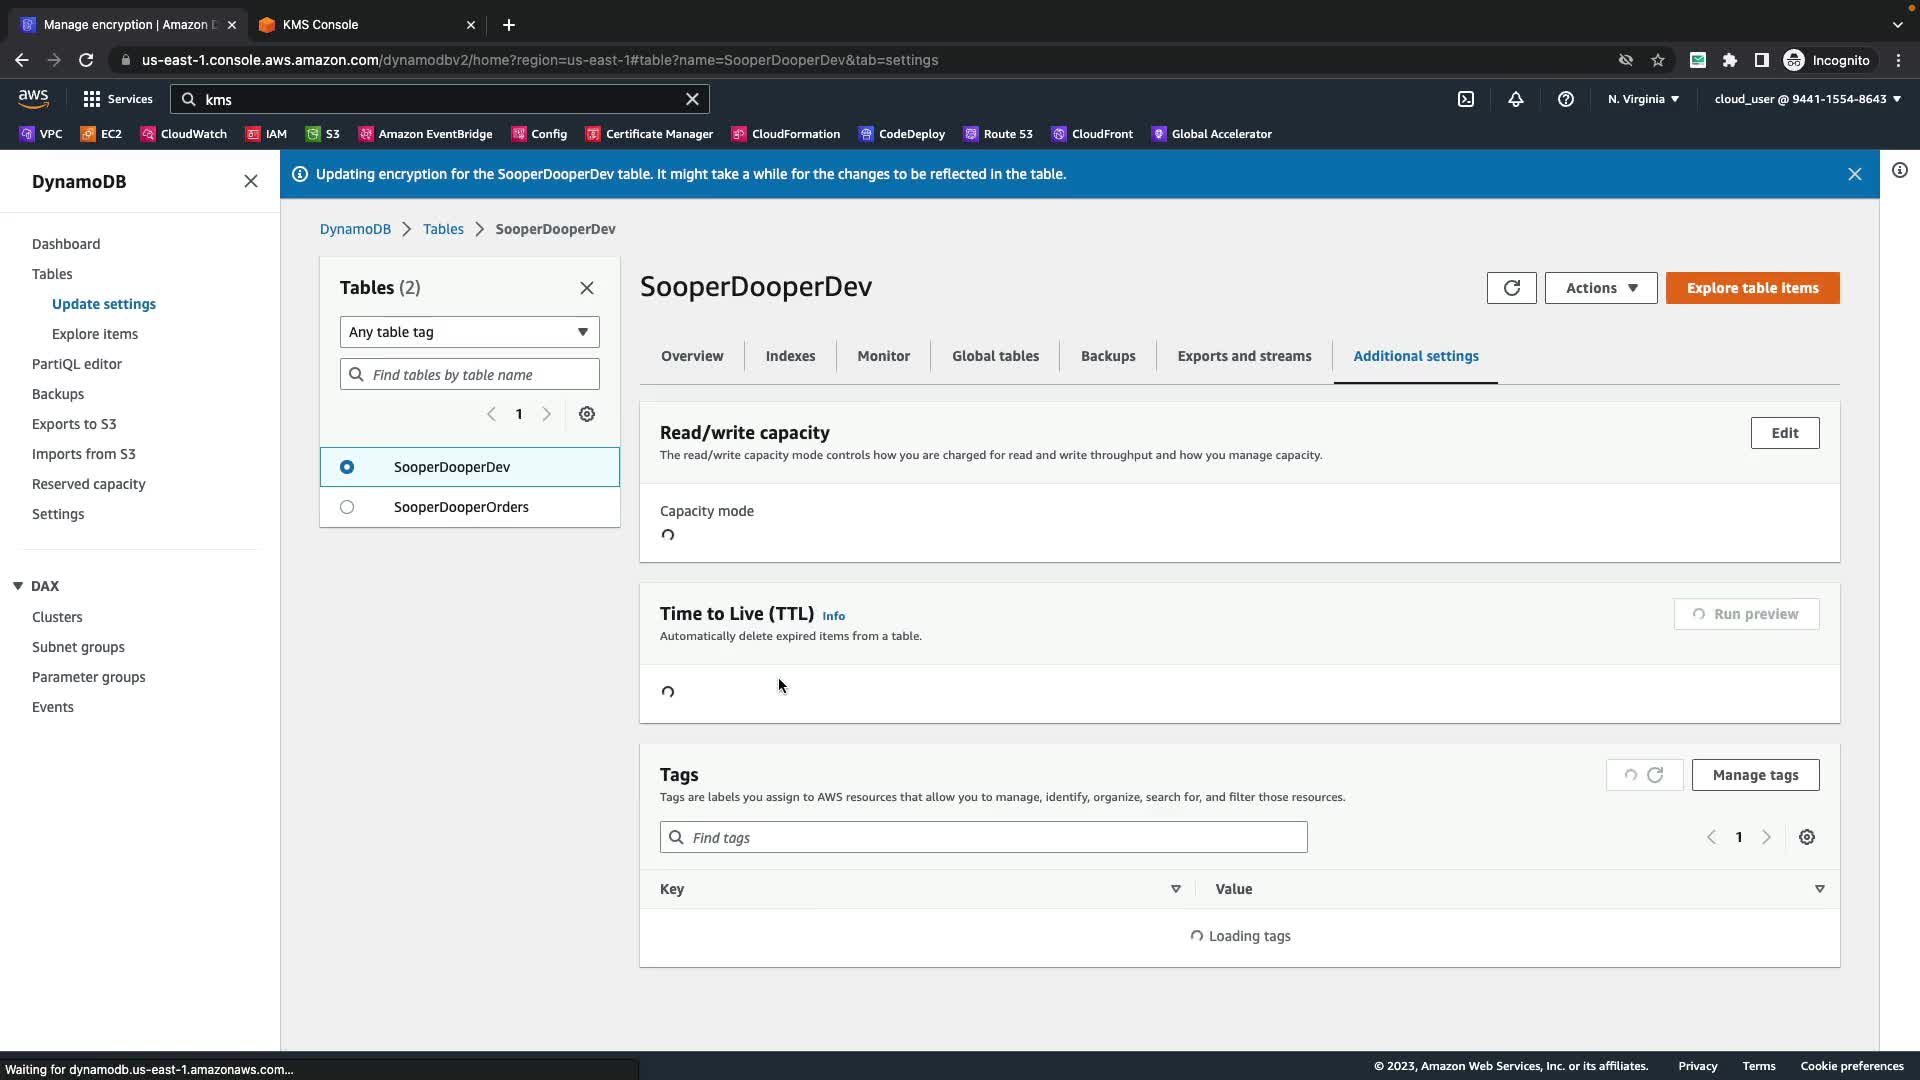 Manage encryption | Amazon D
KMS Console
us-east-1.console.aws.amazon.com/dynamodbv2/home?region=us-east-1#table?name=SooperDooperDev&tab=settings
Incognito
aws
Services
kms
N. Virginia
cloud_user @ 9441-1554-8643
VPC
EC2
CloudWatch
IAM
S3
Amazon EventBridge
Config
Certificate Manager
CloudFormation
CodeDeploy
Route 53
CloudFront
Global Accelerator
DynamoDB
Dashboard
Tables
Update settings
Explore items
PartiQL editor
Backups
Exports to S3
Imports from S3
Reserved capacity
Settings
DAX
Clusters
Subnet groups
Parameter groups
Events
Updating encryption for the SooperDooperDev table. It might take a while for the changes to be reflected in the table.
DynamoDB
Tables
SooperDooperDev
Tables (2)
Any table tag
Find tables by table name
1
SooperDooperDev
SooperDooperOrders
SooperDooperDev
Actions
Explore table items
Overview
Indexes
Monitor
Global tables
Backups
Exports and streams
Additional settings
Read/write capacity
Edit
The read/write capacity mode controls how you are charged for read and write throughput and how you manage capacity.
Capacity mode
Time to Live (TTL)
Info
Run preview
Automatically delete expired items from a table.
Tags
Manage tags
Tags are labels you assign to AWS resources that allow you to manage, identify, organize, search for, and filter those resources.
Find tags
1
Key
Value
Loading tags
Waiting for dynamodb.us-east-1.amazonaws.com...
© 2023, Amazon Web Services, Inc. or its affiliates.
Privacy
Terms
Cookie preferences